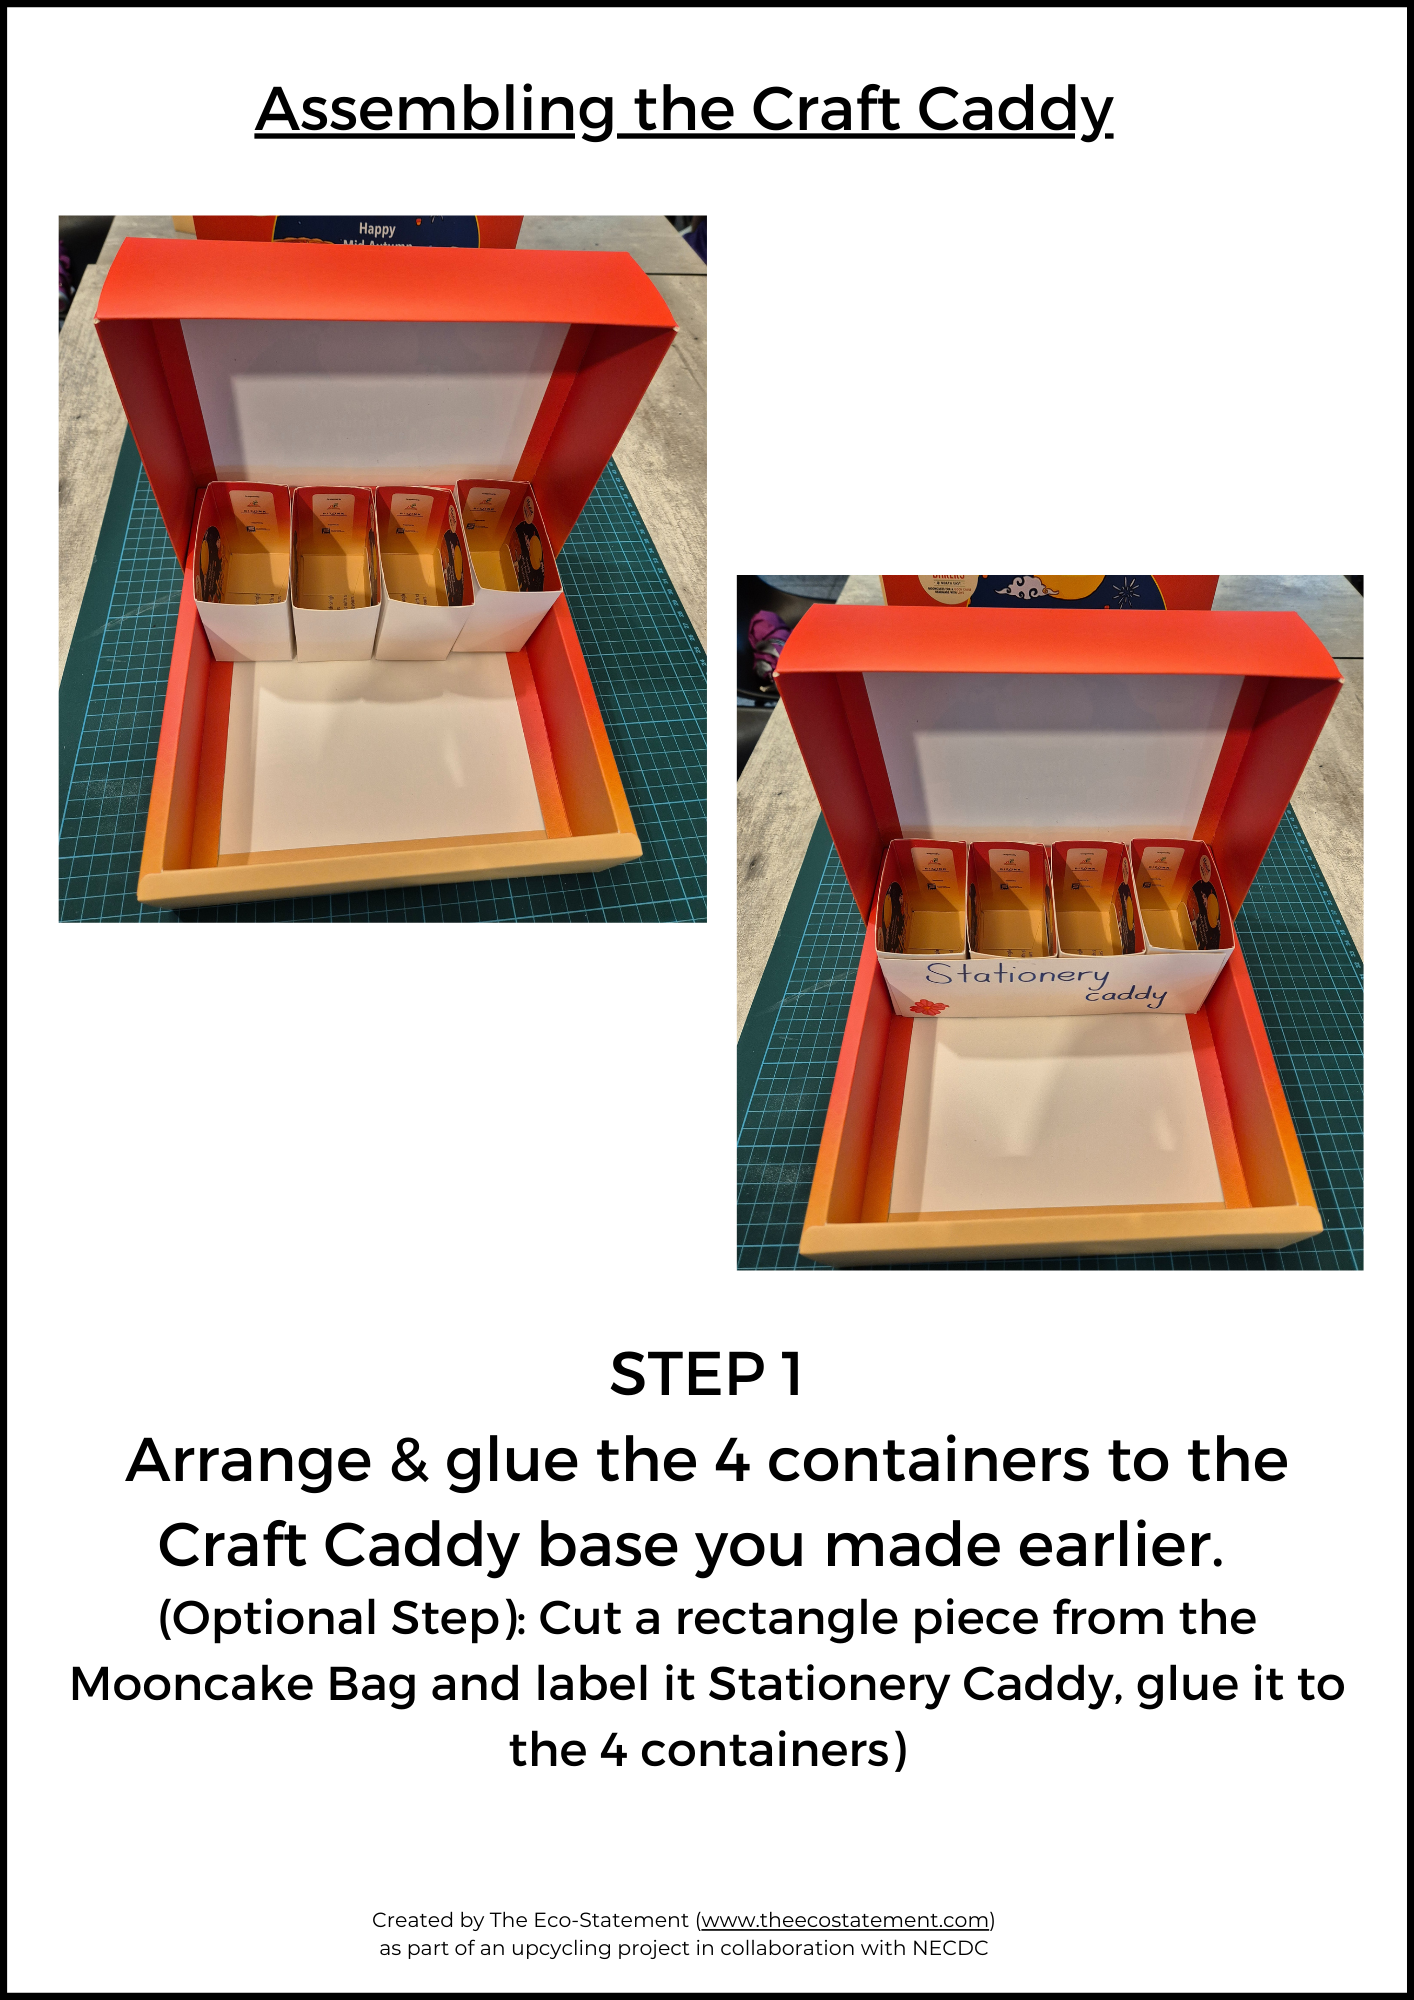 Assembling the Craft Caddy
Happy
Mid-Autumn
Stationery
caddy
STEP 1
Arrange & glue the 4 containers to the
Craft Caddy base you made earlier.
(Optional Step): Cut a rectangle piece from the
Mooncake Bag and label it Stationery Caddy, glue it to
the 4 containers)
Created by The Eco-Statement (www.theecostatement.com)
as part of an upcycling project in collaboration with NECDC